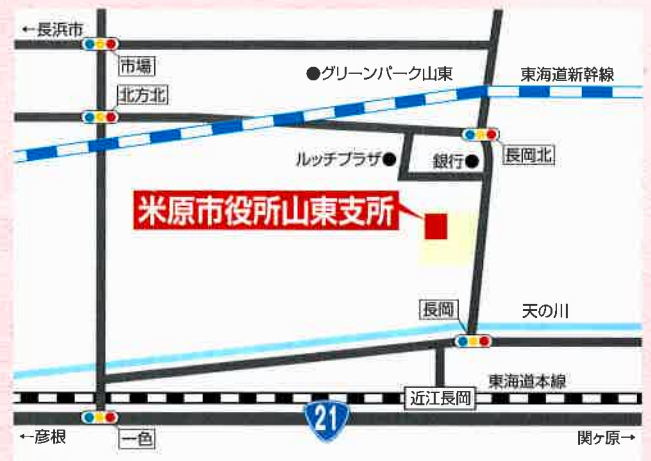 ←長浜市
市場
●グリーンパーク山東
東海道新幹線
北方北
ルッチプラザ●
銀行●
長岡北
米原市役所山東支所
長岡
天の川
東海道本線
近江長岡
21
←彦根
一色
関ヶ原→